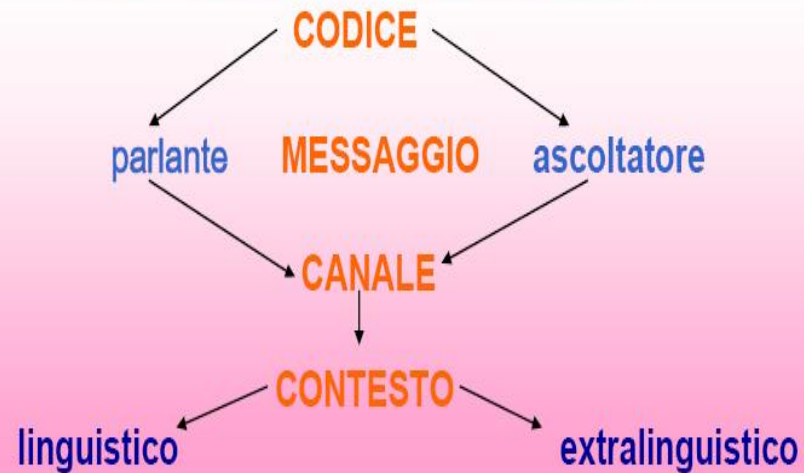 CODICE
parlante MESSAGGIO ascoltatore
CANALE
CONTESTO
linguistico extralinguistico